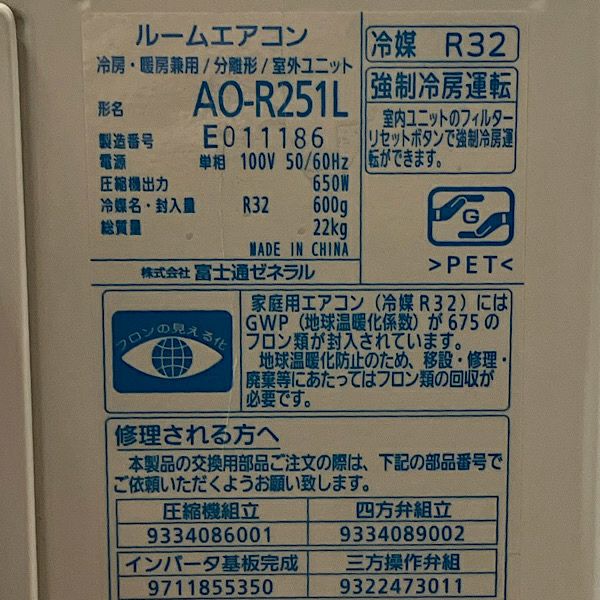 ルームエアコン
冷房・暖房兼用/分離形/室外ユニット
形名 AO-R251L
製造番号 E011186
電源 単相 100V 50/60Hz
圧縮機出力 650W
冷媒名・封入量 R32 600g
総質量 22kg
MADE IN CHINA
株式会社 富士通ゼネラル
冷媒 R32
強制冷房運転
室内ユニットのフィルター
リセットボタンで強制冷房運
転ができます。
G
>PET<
フロンの見える化
家庭用エアコン(冷媒R32)には
GWP(地球温暖化係数)が675の
フロン類が封入されています。
地球温暖化防止のため、移設・修理・
廃棄等にあたってはフロン類の回収が
必要です。
修理される方へ
本製品の交換用部品ご注文の際は、下記の部品番号で
ご依頼いただくようお願い致します。
圧縮機組立 四方弁組立
9334086001 9334089002
インバータ基板完成 三方操作弁組
9711855350 9322473011